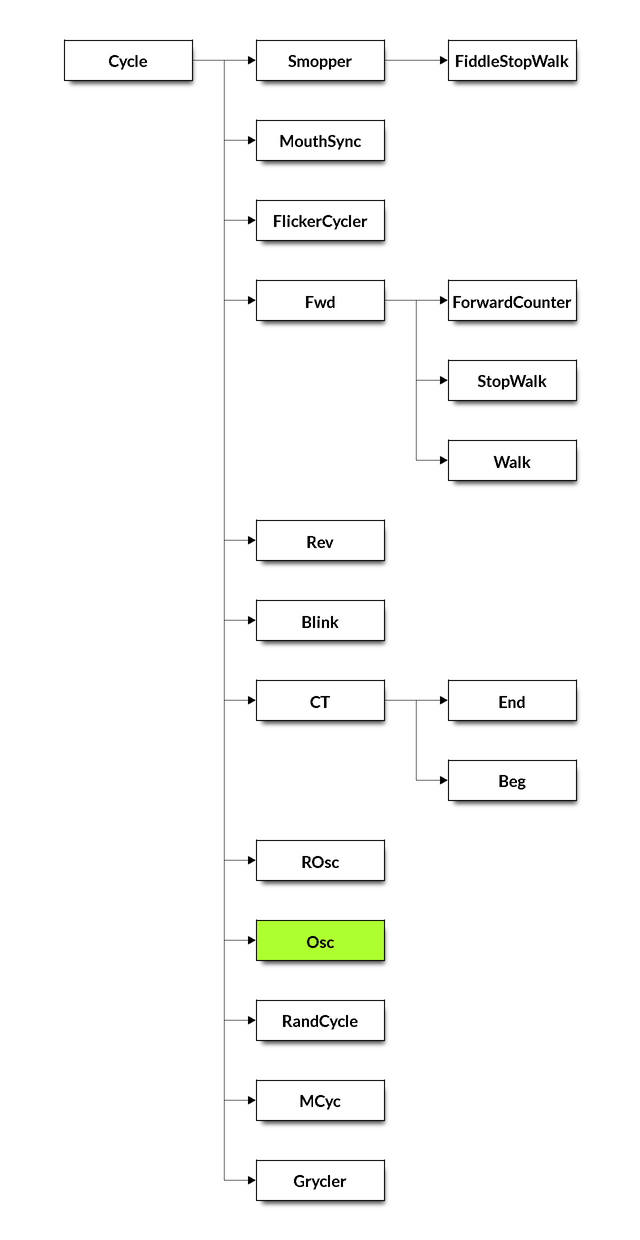 Cycle
Smopper
FiddleStopWalk
MouthSync
FlickerCycler
Fwd
ForwardCounter
StopWalk
Walk
Rev
Blink
CT
End
Beg
ROsc
Osc
RandCycle
MCyc
Grycler